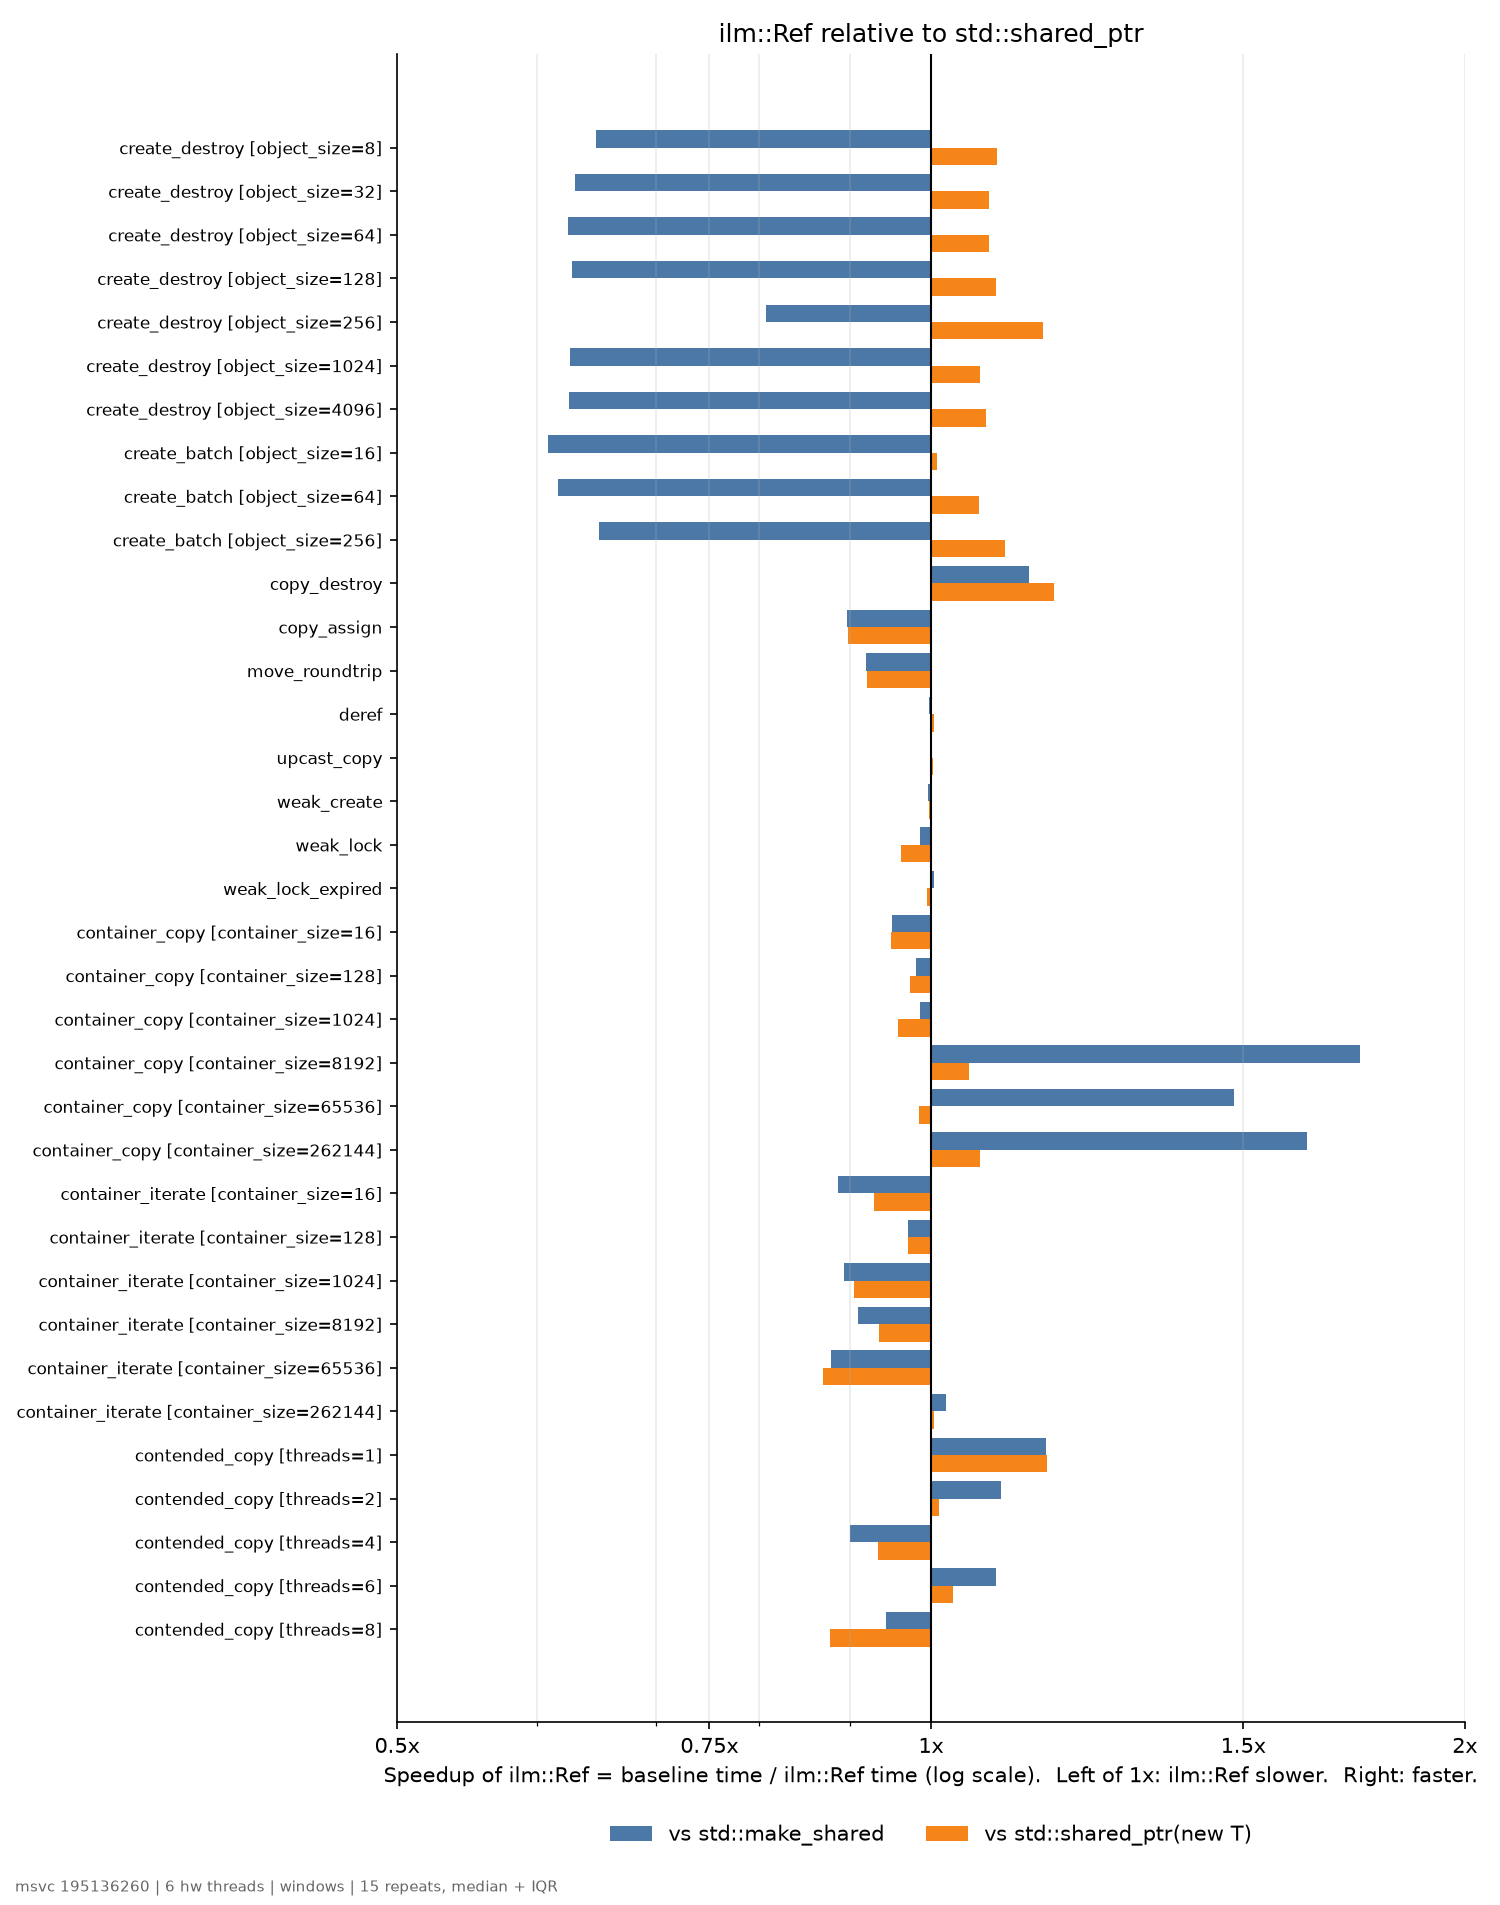 ilm::Ref relative to std::shared_ptr
create_destroy [object_size=8]
create_destroy [object_size=32]
create_destroy [object_size=64]
create_destroy [object_size=128]
create_destroy [object_size=256]
create_destroy [object_size=1024]
create_destroy [object_size=4096]
create_batch [object_size=16]
create_batch [object_size=64]
create_batch [object_size=256]
copy_destroy
copy_assign
move_roundtrip
deref
upcast_copy
weak_create
weak_lock
weak_lock_expired
container_copy [container_size=16]
container_copy [container_size=128]
container_copy [container_size=1024]
container_copy [container_size=8192]
container_copy [container_size=65536]
container_copy [container_size=262144]
container_iterate [container_size=16]
container_iterate [container_size=128]
container_iterate [container_size=1024]
container_iterate [container_size=8192]
container_iterate [container_size=65536]
container_iterate [container_size=262144]
contended_copy [threads=1]
contended_copy [threads=2]
contended_copy [threads=4]
contended_copy [threads=6]
contended_copy [threads=8]
0.5x 0.75x 1x 1.5x 2x
Speedup of ilm::Ref = baseline time / ilm::Ref time (log scale).  Left of 1x: ilm::Ref slower.  Right: faster.
vs std::make_shared vs std::shared_ptr(new T)
msvc 195136260 | 6 hw threads | windows | 15 repeats, median + IQR